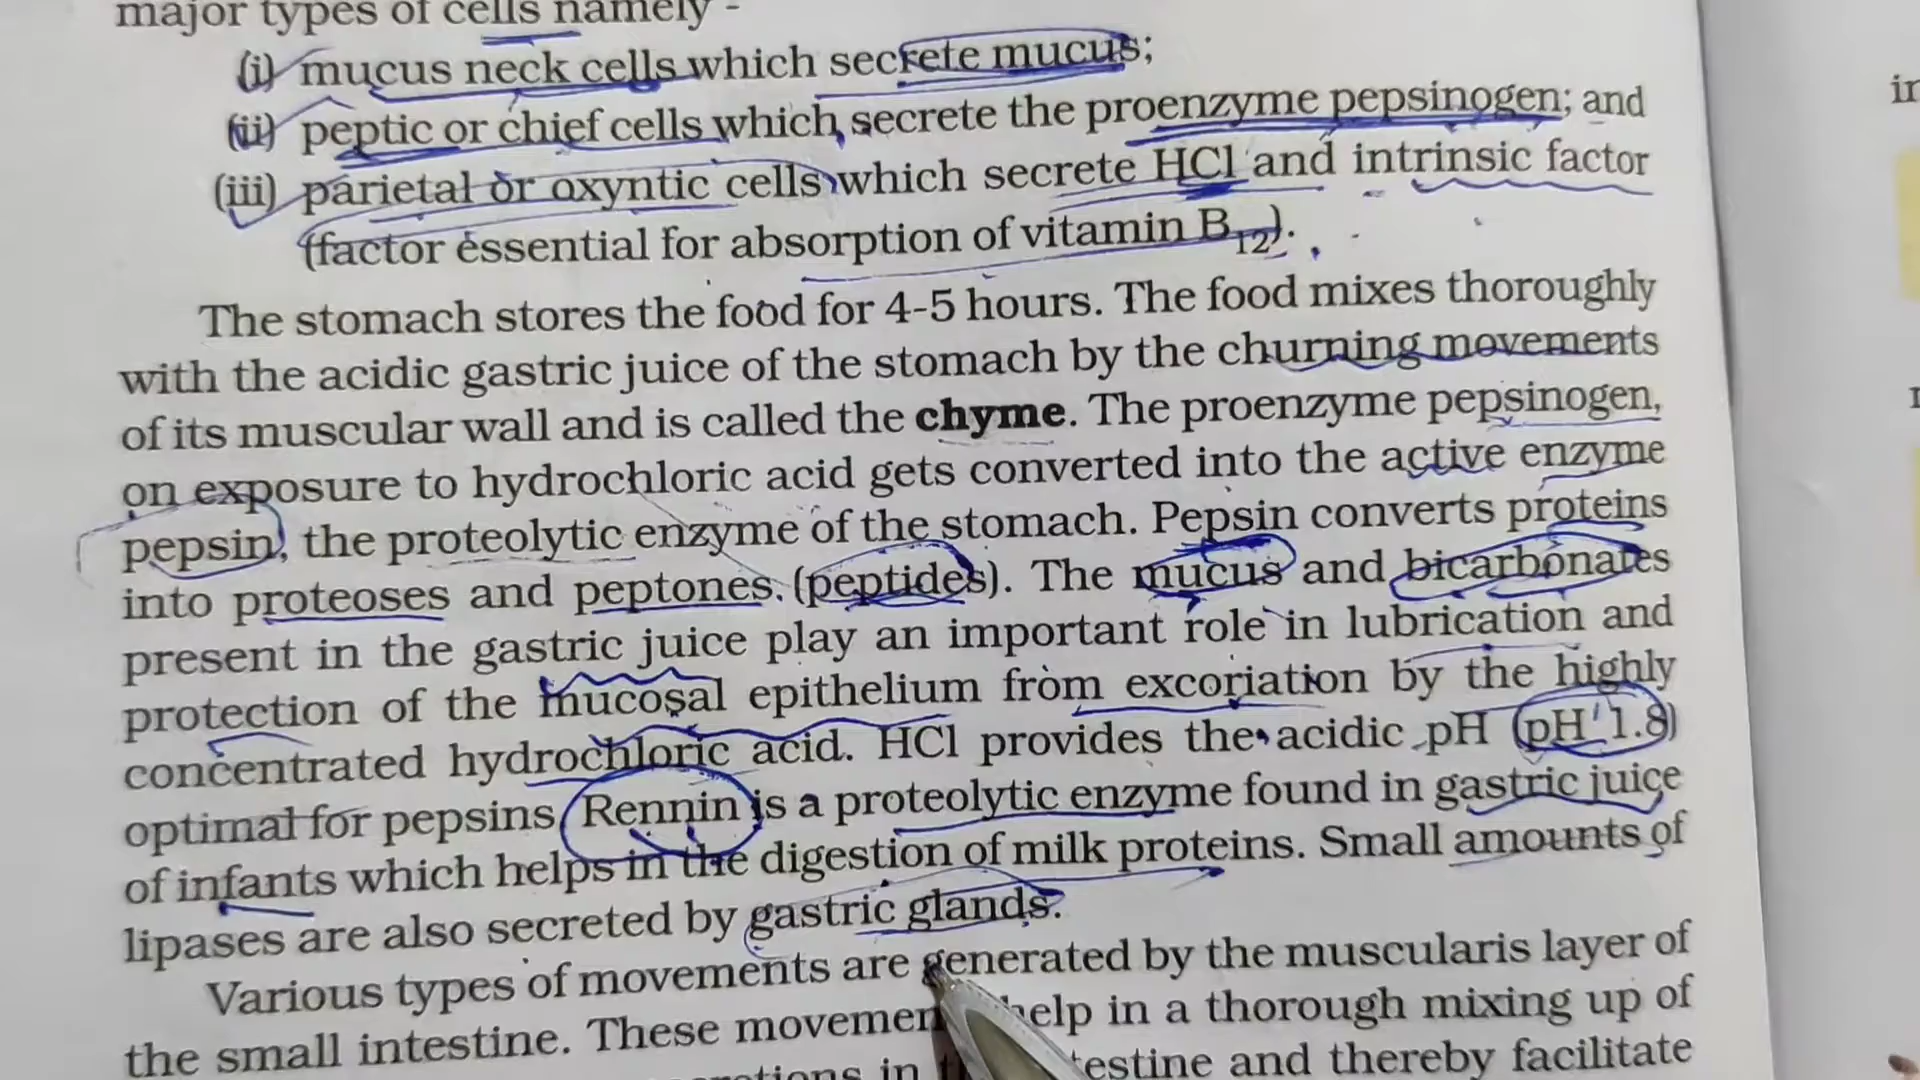 major types of cells namely -
(i) mucus neck cells which secrete mucus;
(ii) peptic or chief cells which secrete the proenzyme pepsinogen; and
(iii) parietal or oxyntic cells which secrete HCl and intrinsic factor
(factor essential for absorption of vitamin B12).
The stomach stores the food for 4-5 hours. The food mixes thoroughly
with the acidic gastric juice of the stomach by the churning movements
of its muscular wall and is called the chyme. The proenzyme pepsinogen,
on exposure to hydrochloric acid gets converted into the active enzyme
pepsin, the proteolytic enzyme of the stomach. Pepsin converts proteins
into proteoses and peptones (peptides). The mucus and bicarbonates
present in the gastric juice play an important role in lubrication and
protection of the mucosal epithelium from excoriation by the highly
concentrated hydrochloric acid. HCl provides the acidic pH (pH 1.8)
optimal for pepsins Rennin is a proteolytic enzyme found in gastric juice
of infants which helps in the digestion of milk proteins. Small amounts of
lipases are also secreted by gastric glands.
Various types of movements are generated by the muscularis layer of
the small intestine. These help in a thorough mixing up of
in and thereby facilitate